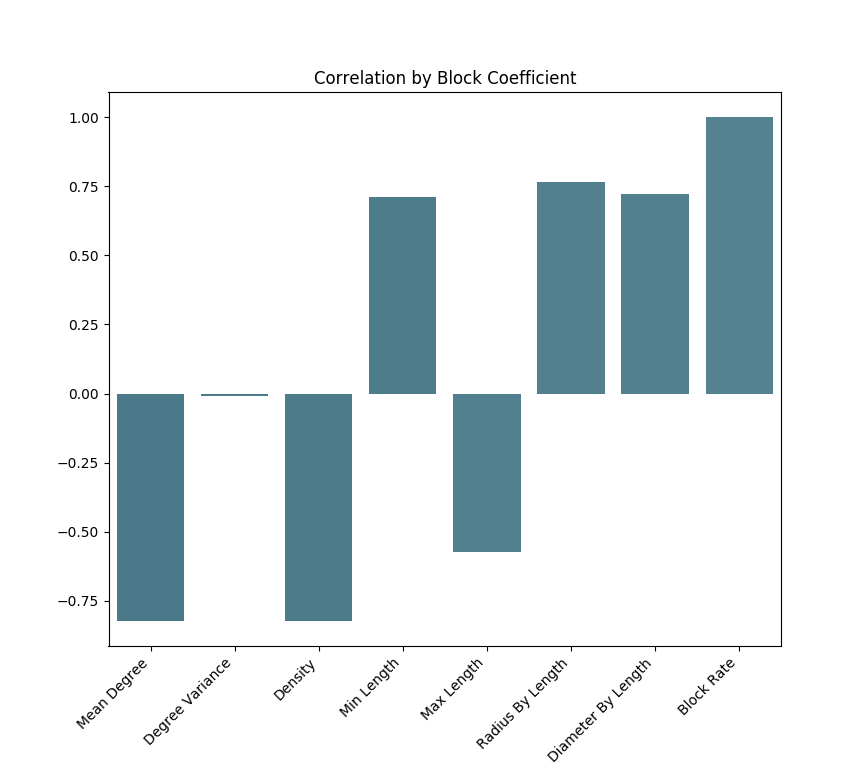 Correlation by Block Coefficient
1.00
0.75
0.50
0.25
0.00
−0.25
−0.50
−0.75
Mean Degree
Degree Variance
Density
Min Length
Max Length
Radius By Length
Diameter By Length
Block Rate